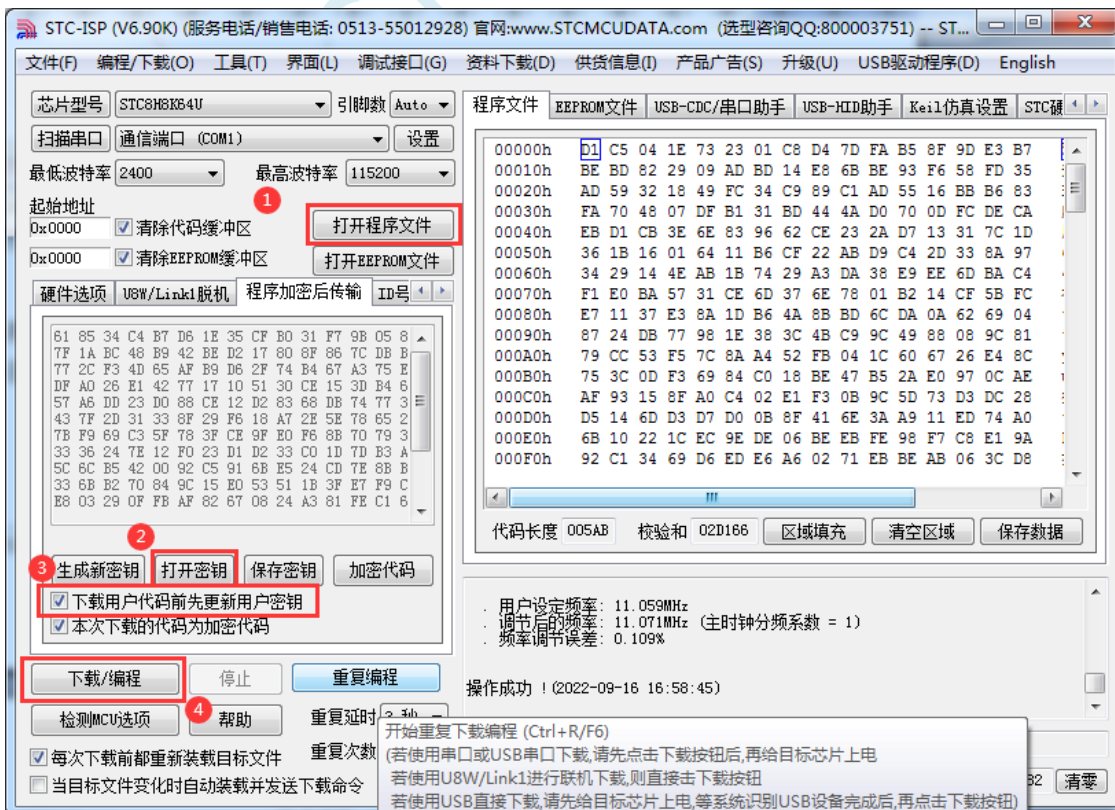 STC-ISP (V6.90K) (服务电话/销售电话: 0513-55012928) 官网:www.STCMCUDATA.com (选型咨询QQ:800003751) -- ST...
文件(F) 编程/下载(O) 工具(T) 界面(L) 调试接口(G) 资料下载(D) 供货信息(I) 产品广告(S) 升级(U) USB驱动程序(D) English
芯片型号 STC8H8K64U 引脚数 Auto
扫描串口 通信端口 (COM1) 设置
最低波特率 2400 最高波特率 115200
1
起始地址
0x0000 清除代码缓冲区 打开程序文件
0x0000 清除EEPROM缓冲区 打开EEPROM文件
硬件选项 U8W/Link1脱机 程序加密后传输 ID号
61 85 34 C4 B7 D6 1E 35 CF B0 31 F7 9B 05 8
7F 1A BC 48 B9 42 BE D2 17 80 8F 86 7C DB B
77 2C F3 4D 65 AF B9 D6 2F 74 B4 67 A3 75 E
DF A0 26 E1 42 77 17 10 51 30 CE 15 3D B4 6
57 A6 DD 23 D0 88 CE 12 D2 83 68 DB 74 77 3
43 7F 2D 31 33 8F 29 F6 18 A7 2E 5E 78 65 2
7B F9 69 C3 5F 78 3F CE 9F E0 F6 8B 70 79 3
33 36 24 7E 12 F0 23 D1 D2 33 C0 1D 7D B3 A
5C 6C B5 42 00 92 C5 91 6B E5 24 CD 7E 8B B
33 6B B2 70 84 9C 15 E0 53 51 1B 3F E7 F9 C
E8 03 29 0F FB AF 82 67 08 24 A3 81 FE C1 6
2
3 生成新密钥 打开密钥 保存密钥 加密代码
下载用户代码前先更新用户密钥
本次下载的代码为加密代码
下载/编程 停止 重复编程
检测MCU选项 4 帮助 重复延时 3 秒
每次下载前都重新装载目标文件 重复次数
当目标文件变化时自动装载并发送下载命令
程序文件 EEPROM文件 USB-CDC/串口助手 USB-HID助手 Keil仿真设置 STC硬
00000h D1 C5 04 1E 73 23 01 C8 D4 7D FA B5 8F 9D E3 B7
00010h BE BD 82 29 09 AD BD 14 E8 6B BE 93 F6 58 FD 35
00020h AD 59 32 18 49 FC 34 C9 89 C1 AD 55 16 BB B6 83
00030h FA 70 48 07 DF B1 31 BD 44 4A D0 70 0D FC DE CA
00040h EB D1 CB 3E 6E 83 96 62 CE 23 2A D7 13 31 7C 1D
00050h 36 1B 16 01 64 11 B6 CF 22 AB D9 C4 2D 33 8A 97
00060h 34 29 14 4E AB 1B 74 29 A3 DA 38 E9 EE 6D BA C4
00070h F1 E0 BA 57 31 CE 6D 37 6E 78 01 B2 14 CF 5B FC
00080h E7 11 37 E3 8A 1D B6 4A 8B BD 6C DA 0A 62 69 04
00090h 87 24 DB 77 98 1E 38 3C 4B C9 9C 49 88 08 9C 81
000A0h 79 CC 53 F5 7C 8A A4 52 FB 04 1C 60 67 26 E4 8C
000B0h 75 3C 0D F3 69 84 C0 18 BE 47 B5 2A E0 97 0C AE
000C0h AF 93 15 8F A0 C4 02 E1 F3 0B 9C 5D 73 D3 DC 28
000D0h D5 14 6D D3 D7 D0 0B 8F 41 6E 3A A9 11 ED 74 A0
000E0h 6B 10 22 1C EC 9E DE 06 BE EB FE 98 F7 C8 E1 9A
000F0h 92 C1 34 69 D6 ED E6 A6 02 71 EB BE AB 06 3C D8
代码长度 005AB 校验和 02D166 区域填充 清空区域 保存数据
. 用户设定频率: 11.059MHz
. 调节后的频率: 11.071MHz (主时钟分频系数 = 1)
. 频率调节误差: 0.109%
操作成功 !(2022-09-16 16:58:45)
开始重复下载编程 (Ctrl+R/F6)
(若使用串口或USB串口下载,请先点击下载按钮后,再给目标芯片上电
若使用U8W/Link1进行联机下载,则直接击下载按钮
若使用USB直接下载,请先给目标芯片上电,等系统识别USB设备完成后,再点击下载按钮)
82 清零